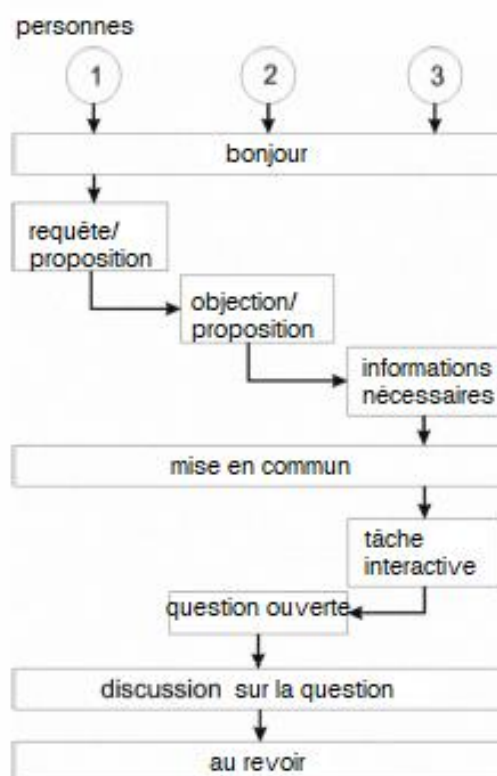 personnes
1 2 3
bonjour
requête/
proposition
objection/
proposition
informations
nécessaires
mise en commun
tâche
interactive
question ouverte
discussion sur la question
au revoir